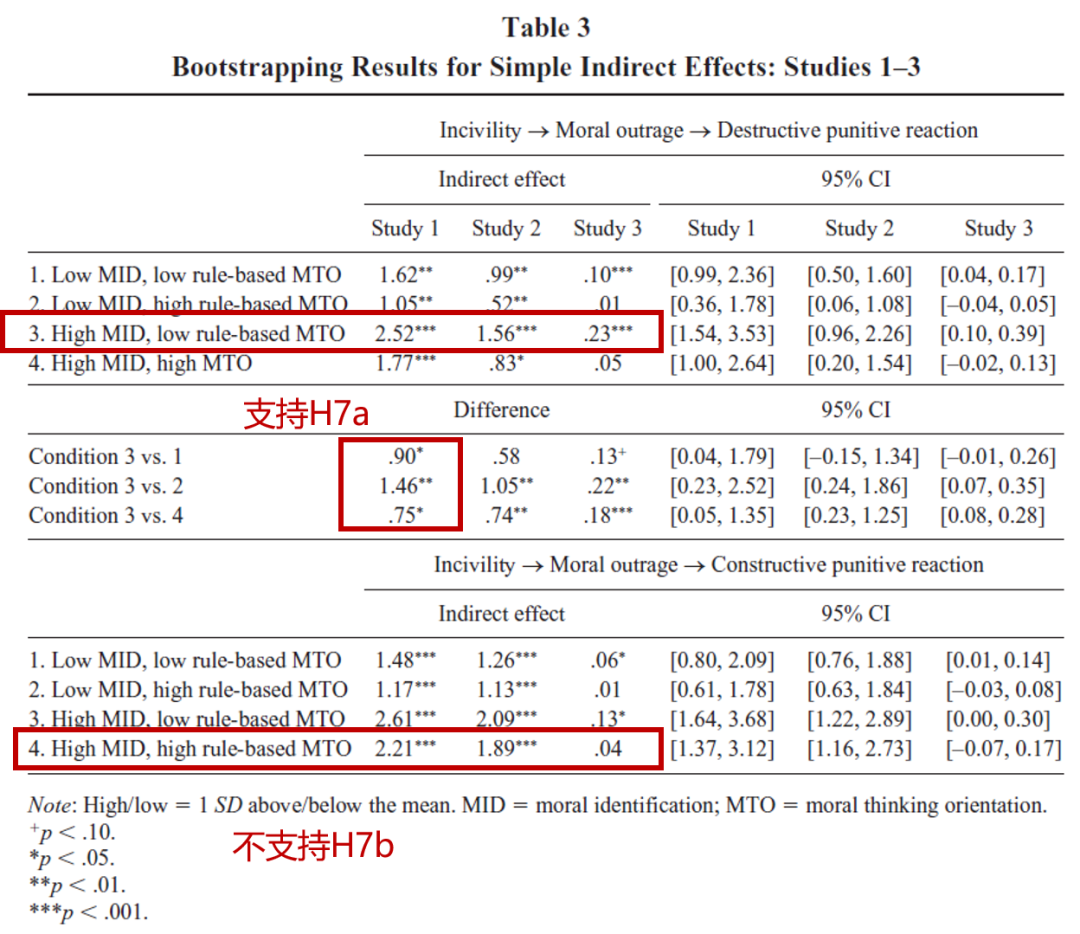 Table 3
Bootstrapping Results for Simple Indirect Effects: Studies 1–3
Incivility → Moral outrage → Destructive punitive reaction
Indirect effect 95% CI
Study 1 Study 2 Study 3 Study 1 Study 2 Study 3
1. Low MID, low rule-based MTO 1.62** .99** .10*** [0.99, 2.36] [0.50, 1.60] [0.04, 0.17]
2. Low MID, high rule-based MTO 1.05** .52** .01 [0.36, 1.78] [0.06, 1.08] [–0.04, 0.05]
3. High MID, low rule-based MTO 2.52*** 1.56*** .23*** [1.54, 3.53] [0.96, 2.26] [0.10, 0.39]
4. High MID, high MTO 1.77*** .83* .05 [1.00, 2.64] [0.20, 1.54] [–0.02, 0.13]
支持H7a Difference 95% CI
Condition 3 vs. 1 .90* .58 .13+ [0.04, 1.79] [–0.15, 1.34] [–0.01, 0.26]
Condition 3 vs. 2 1.46** 1.05** .22** [0.23, 2.52] [0.24, 1.86] [0.07, 0.35]
Condition 3 vs. 4 .75* .74** .18*** [0.05, 1.35] [0.23, 1.25] [0.08, 0.28]
Incivility → Moral outrage → Constructive punitive reaction
Indirect effect 95% CI
1. Low MID, low rule-based MTO 1.48*** 1.26*** .06* [0.80, 2.09] [0.76, 1.88] [0.01, 0.14]
2. Low MID, high rule-based MTO 1.17*** 1.13*** .01 [0.61, 1.78] [0.63, 1.84] [–0.03, 0.08]
3. High MID, low rule-based MTO 2.61*** 2.09*** .13* [1.64, 3.68] [1.22, 2.89] [0.00, 0.30]
4. High MID, high rule-based MTO 2.21*** 1.89*** .04 [1.37, 3.12] [1.16, 2.73] [–0.07, 0.17]
Note: High/low = 1 SD above/below the mean. MID = moral identification; MTO = moral thinking orientation.
+p < .10.
不支持H7b
*p < .05.
**p < .01.
***p < .001.